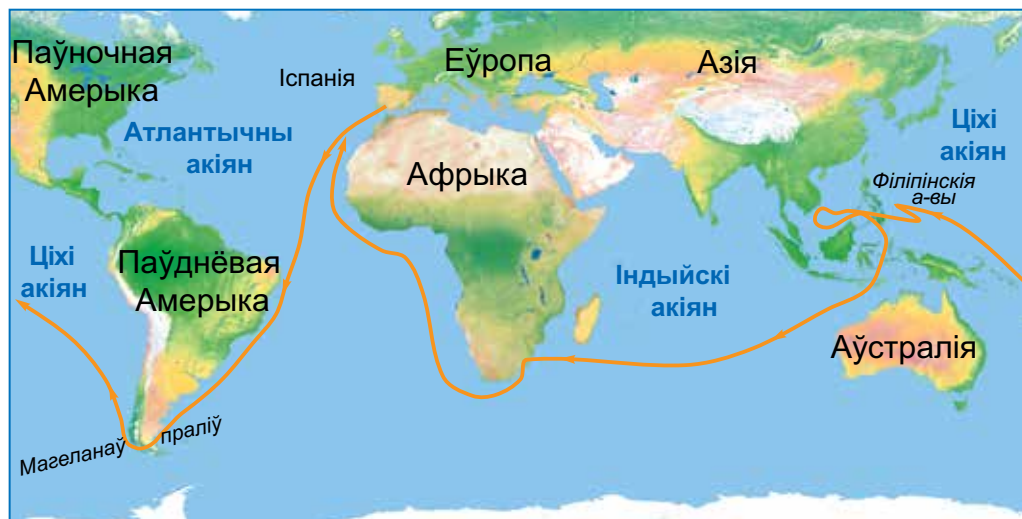 Паўночная
Амерыка
Еўропа
Азія
Іспанія
Атлантычны
акіян
Ціхі
акіян
Афрыка
Філіпінскія
а-вы
Ціхі
акіян
Паўднёвая
Амерыка
Індыйскі
акіян
Аўстралія
Магеланаў праліў